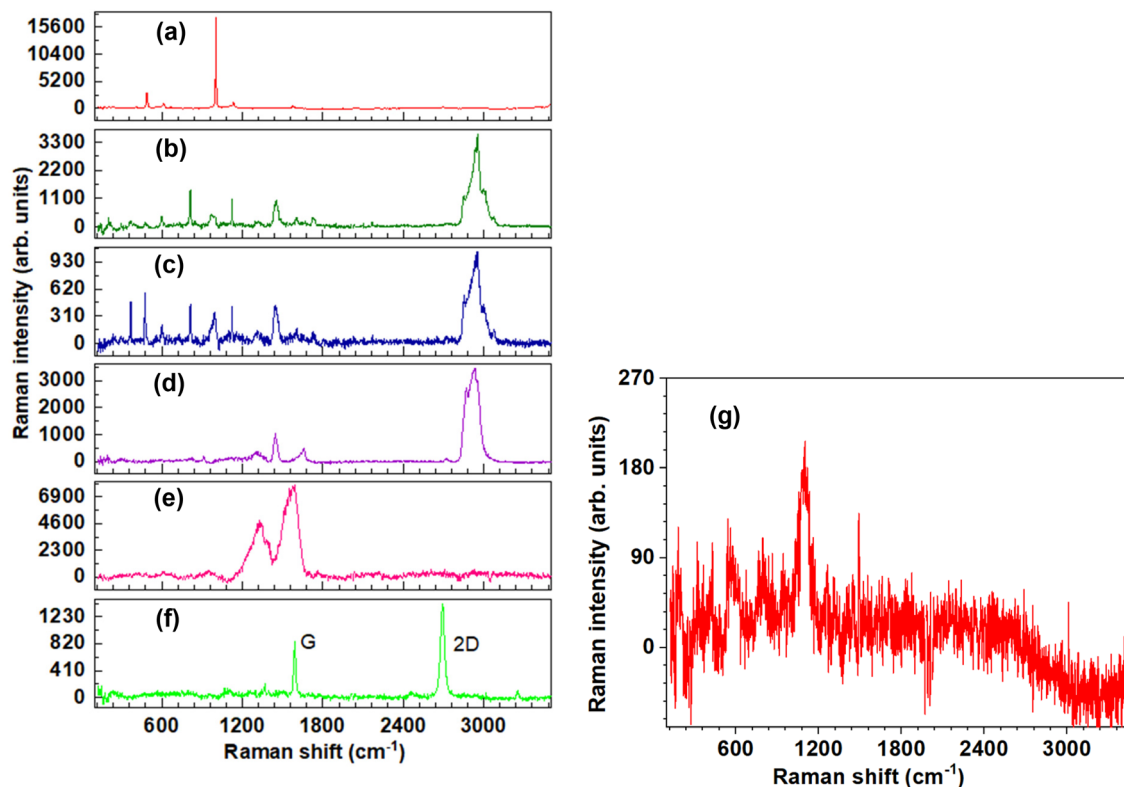 (a)
15600
10400
5200
0
(b)
3300
2200
1100
0
(c)
930
620
310
0
(d)
3000
2000
1000
0
(e)
6900
4600
2300
0
(f)
1230
820
410
0
G
2D
600 1200 1800 2400 3000
Raman shift (cm⁻¹)
Raman intensity (arb. units)
(g)
270
180
90
0
600 1200 1800 2400 3000
Raman shift (cm⁻¹)
Raman intensity (arb. units)